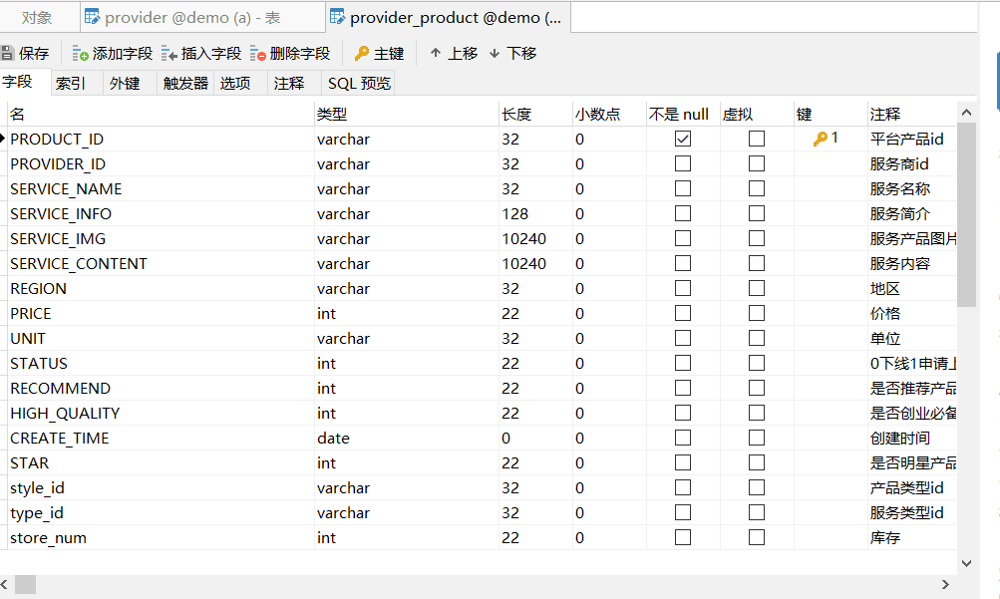 对象 provider @demo (a) - 表 provider_product @demo (...
保存 添加字段 插入字段 删除字段 主键 ↑ 上移 ↓ 下移
字段 索引 外键 触发器 选项 注释 SQL 预览
名 类型 长度 小数点 不是 null 虚拟 键 注释
PRODUCT_ID varchar 32 0 1 平台产品id
PROVIDER_ID varchar 32 0 服务商id
SERVICE_NAME varchar 32 0 服务名称
SERVICE_INFO varchar 128 0 服务简介
SERVICE_IMG varchar 10240 0 服务产品图片
SERVICE_CONTENT varchar 10240 0 服务内容
REGION varchar 32 0 地区
PRICE int 22 0 价格
UNIT varchar 32 0 单位
STATUS int 22 0 0下线1申请上
RECOMMEND int 22 0 是否推荐产品
HIGH_QUALITY int 22 0 是否创业必备
CREATE_TIME date 0 0 创建时间
STAR int 22 0 是否明星产品
style_id varchar 32 0 产品类型id
type_id varchar 32 0 服务类型id
store_num int 22 0 库存